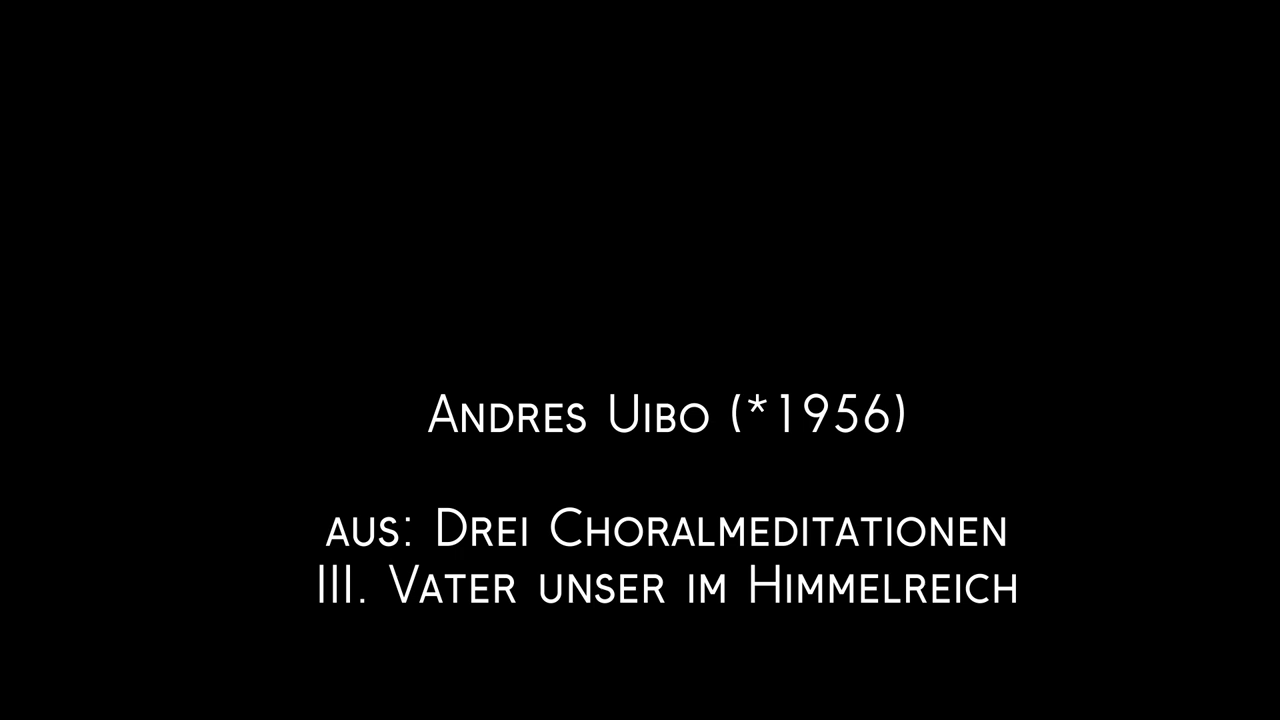 Andres Uibo (*1956)
aus: Drei Choralmeditationen
III. Vater unser im Himmelreich